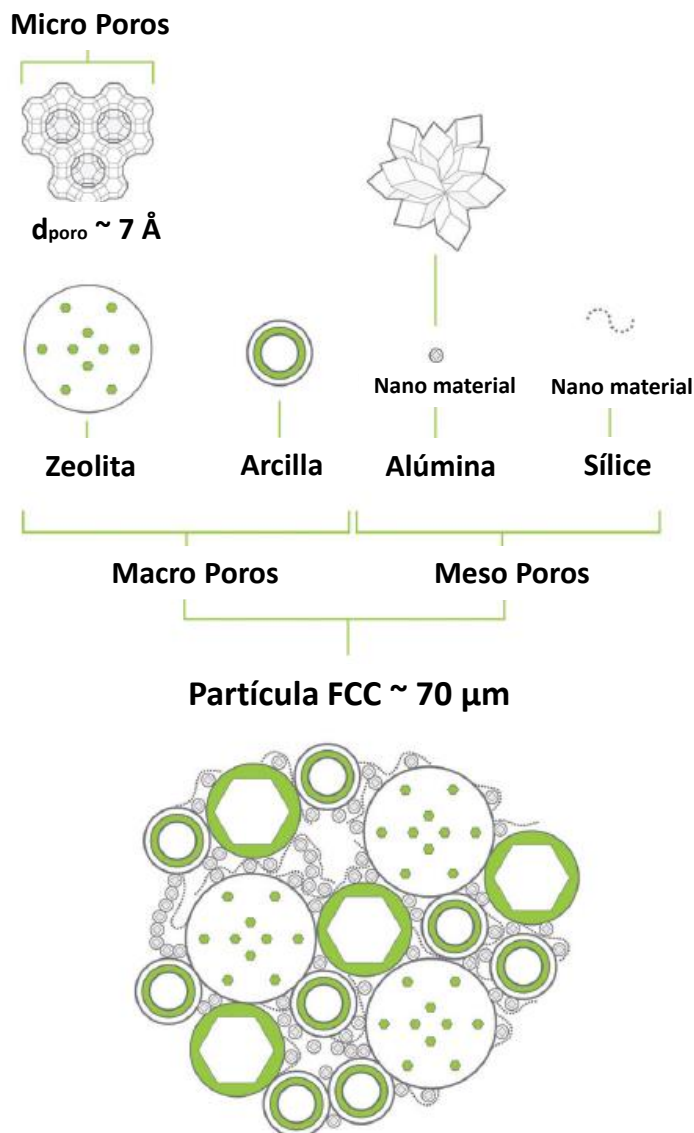 Micro Poros
dporo ~ 7 Å
Nano material
Nano material
Zeolita
Arcilla
Alúmina
Sílice
Macro Poros
Meso Poros
Partícula FCC ~ 70 µm